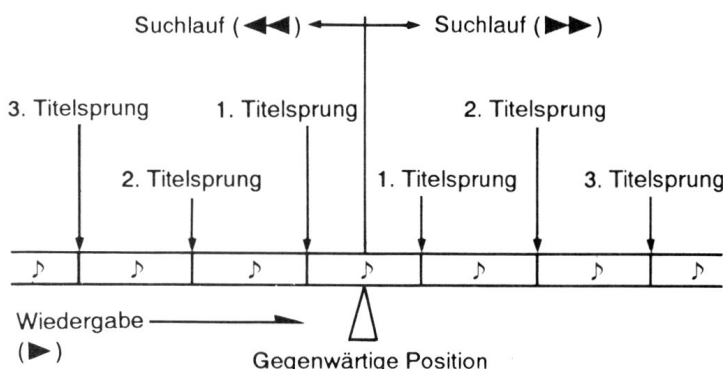 Suchlauf (◀◀) Suchlauf (▶▶)
3. Titelsprung 1. Titelsprung 2. Titelsprung
2. Titelsprung 1. Titelsprung 3. Titelsprung
♪ ♪ ♪ ♪ ♪ ♪ ♪
Wiedergabe
(▶)
Gegenwärtige Position